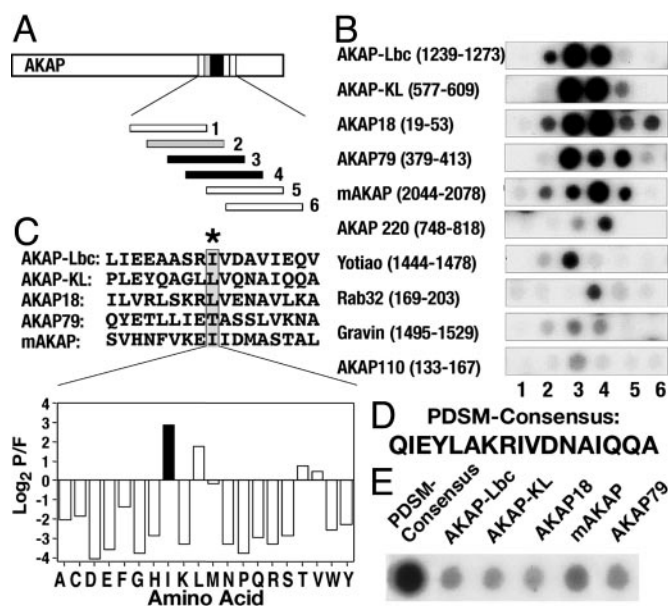 A
AKAP
1
2
3
4
5
6
B
AKAP-Lbc (1239-1273)
AKAP-KL (577-609)
AKAP18 (19-53)
AKAP79 (379-413)
mAKAP (2044-2078)
AKAP 220 (748-818)
Yotiao (1444-1478)
Rab32 (169-203)
Gravin (1495-1529)
AKAP110 (133-167)
1 2 3 4 5 6
C
*
AKAP-Lbc: LIEEAASRIVDAVIEQV
AKAP-KL: PLEYQAGLLVQNAIQQA
AKAP18: ILVRLSKRLVENAVLKA
AKAP79: QYETLLIETASSLVKNA
mAKAP: SVHNFVKEIIDMASTAL
Log2 P/F
4
3
2
1
0
-1
-2
-3
-4
A C D E F G H I K L M N P Q R S T V W Y
Amino Acid
D
PDSM-Consensus:
QIEYLAKRIVDNAIQQA
E
PDSM-
Consensus
AKAP-Lbc
AKAP-KL
AKAP18
mAKAP
AKAP79